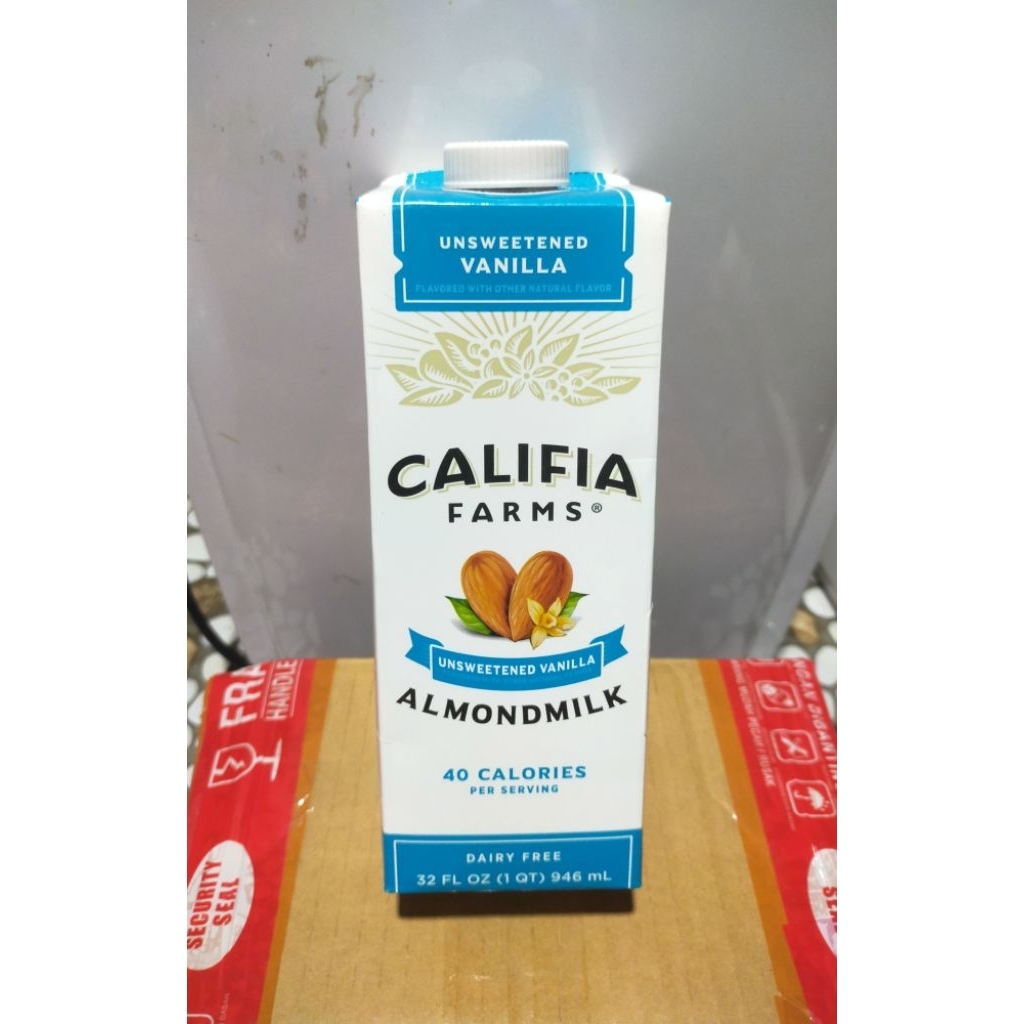 UNSWEETENED
VANILLA
FLAVORED WITH OTHER NATURAL FLAVOR
CALIFIA
FARMS®
UNSWEETENED VANILLA
ALMONDMILK
40 CALORIES
PER SERVING
DAIRY FREE
32 FL OZ (1 QT) 946 mL
FRA
HANDLE
SECURITY
SEAL